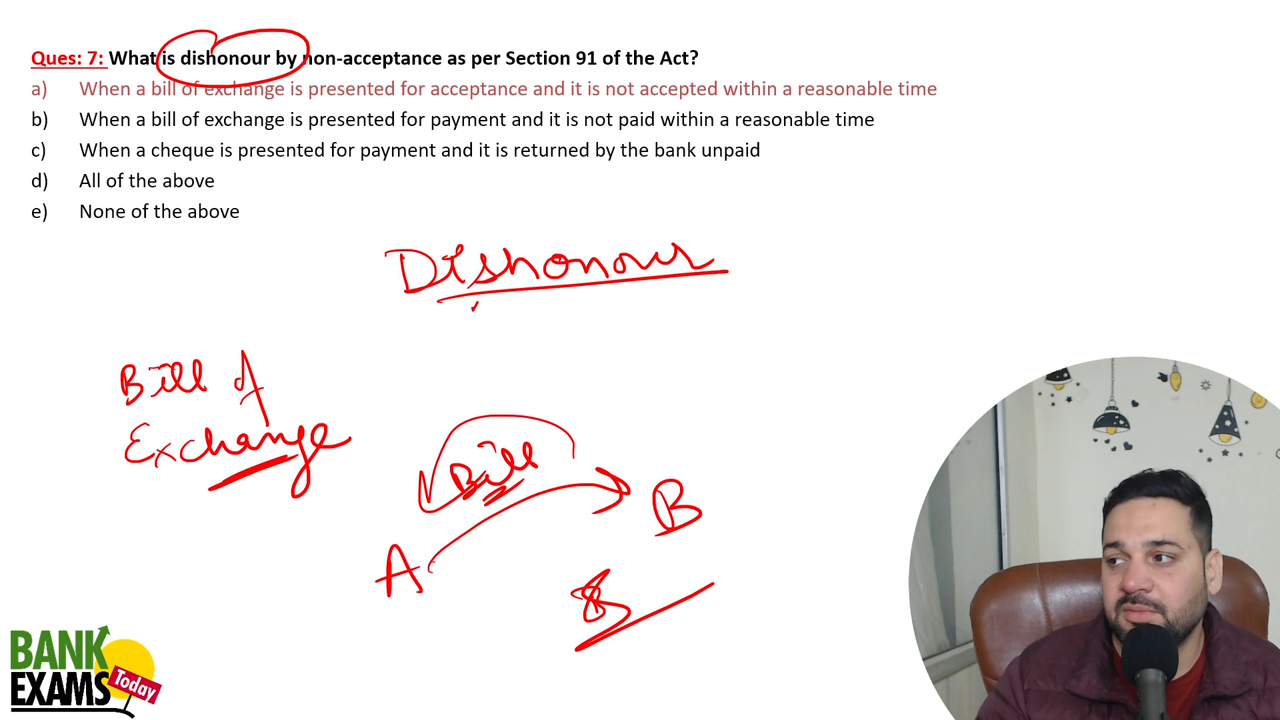 Ques: 7: What is dishonour by non-acceptance as per Section 91 of the Act?
a) When a bill of exchange is presented for acceptance and it is not accepted within a reasonable time
b) When a bill of exchange is presented for payment and it is not paid within a reasonable time
c) When a cheque is presented for payment and it is returned by the bank unpaid
d) All of the above
e) None of the above
Dishonour
Bill of
Exchange
Bill
B
A
BANK
EXAMS
Today